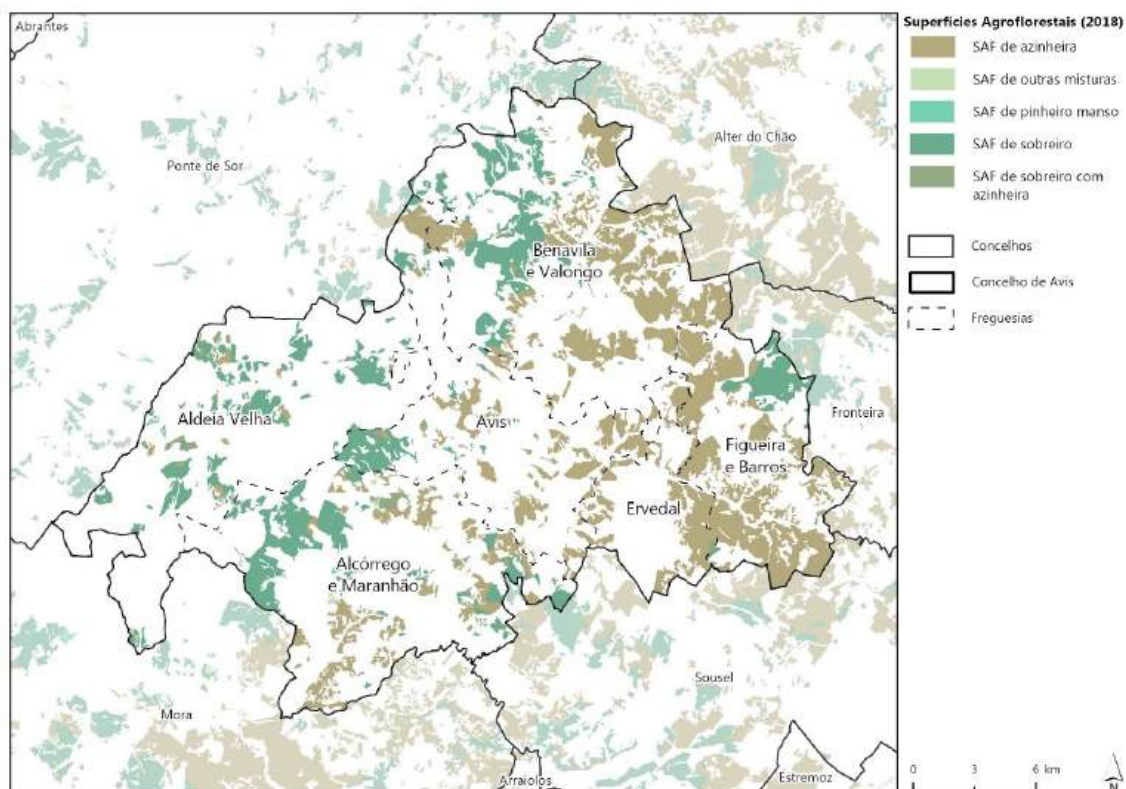 Abrantes
Ponte de Sor
Alter do Chão
Benavila
e Valongo
Aldeia Velha
Avis
Fronteira
Figueira
e Barros
Ervedal
Alcórrego
e Maranhão
Sousel
Mora
Arraiolos
Estremoz
Superfícies Agroflorestais (2018)
SAF de azinheira
SAF de outras misturas
SAF de pinheiro manso
SAF de sobreiro
SAF de sobreiro com
azinheira
Concelhos
Concelho de Avis
Freguesias
0 3 6 km
N